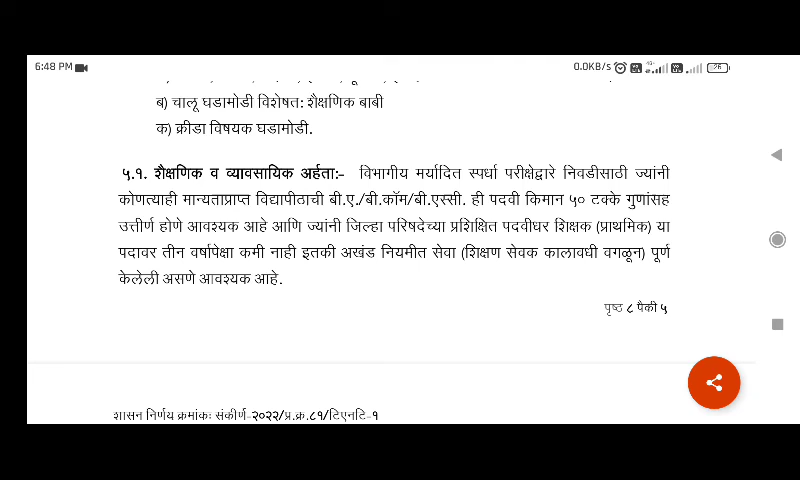 6:48 PM
0.0KB/s 4G+ 26
ब) चालू घडामोडी विशेषत: शैक्षणिक बाबी
क) क्रीडा विषयक घडामोडी.
५.१. शैक्षणिक व व्यावसायिक अर्हता:- विभागीय मर्यादित स्पर्धा परीक्षेद्वारे निवडीसाठी ज्यांनी
कोणत्याही मान्यताप्राप्त विद्यापीठाची बी.ए./बी.कॉम/बी.एस्सी. ही पदवी किमान ५० टक्के गुणांसह
उत्तीर्ण होणे आवश्यक आहे आणि ज्यांनी जिल्हा परिषदेच्या प्रशिक्षित पदवीधर शिक्षक (प्राथमिक) या
पदावर तीन वर्षापेक्षा कमी नाही इतकी अखंड नियमीत सेवा (शिक्षण सेवक कालावधी वगळून) पूर्ण
केलेली असणे आवश्यक आहे.
पृष्ठ ८ पैकी ५
शासन निर्णय क्रमांकः संकीर्ण-२०२२/प्र.क्र.८१/टिएनटि-१